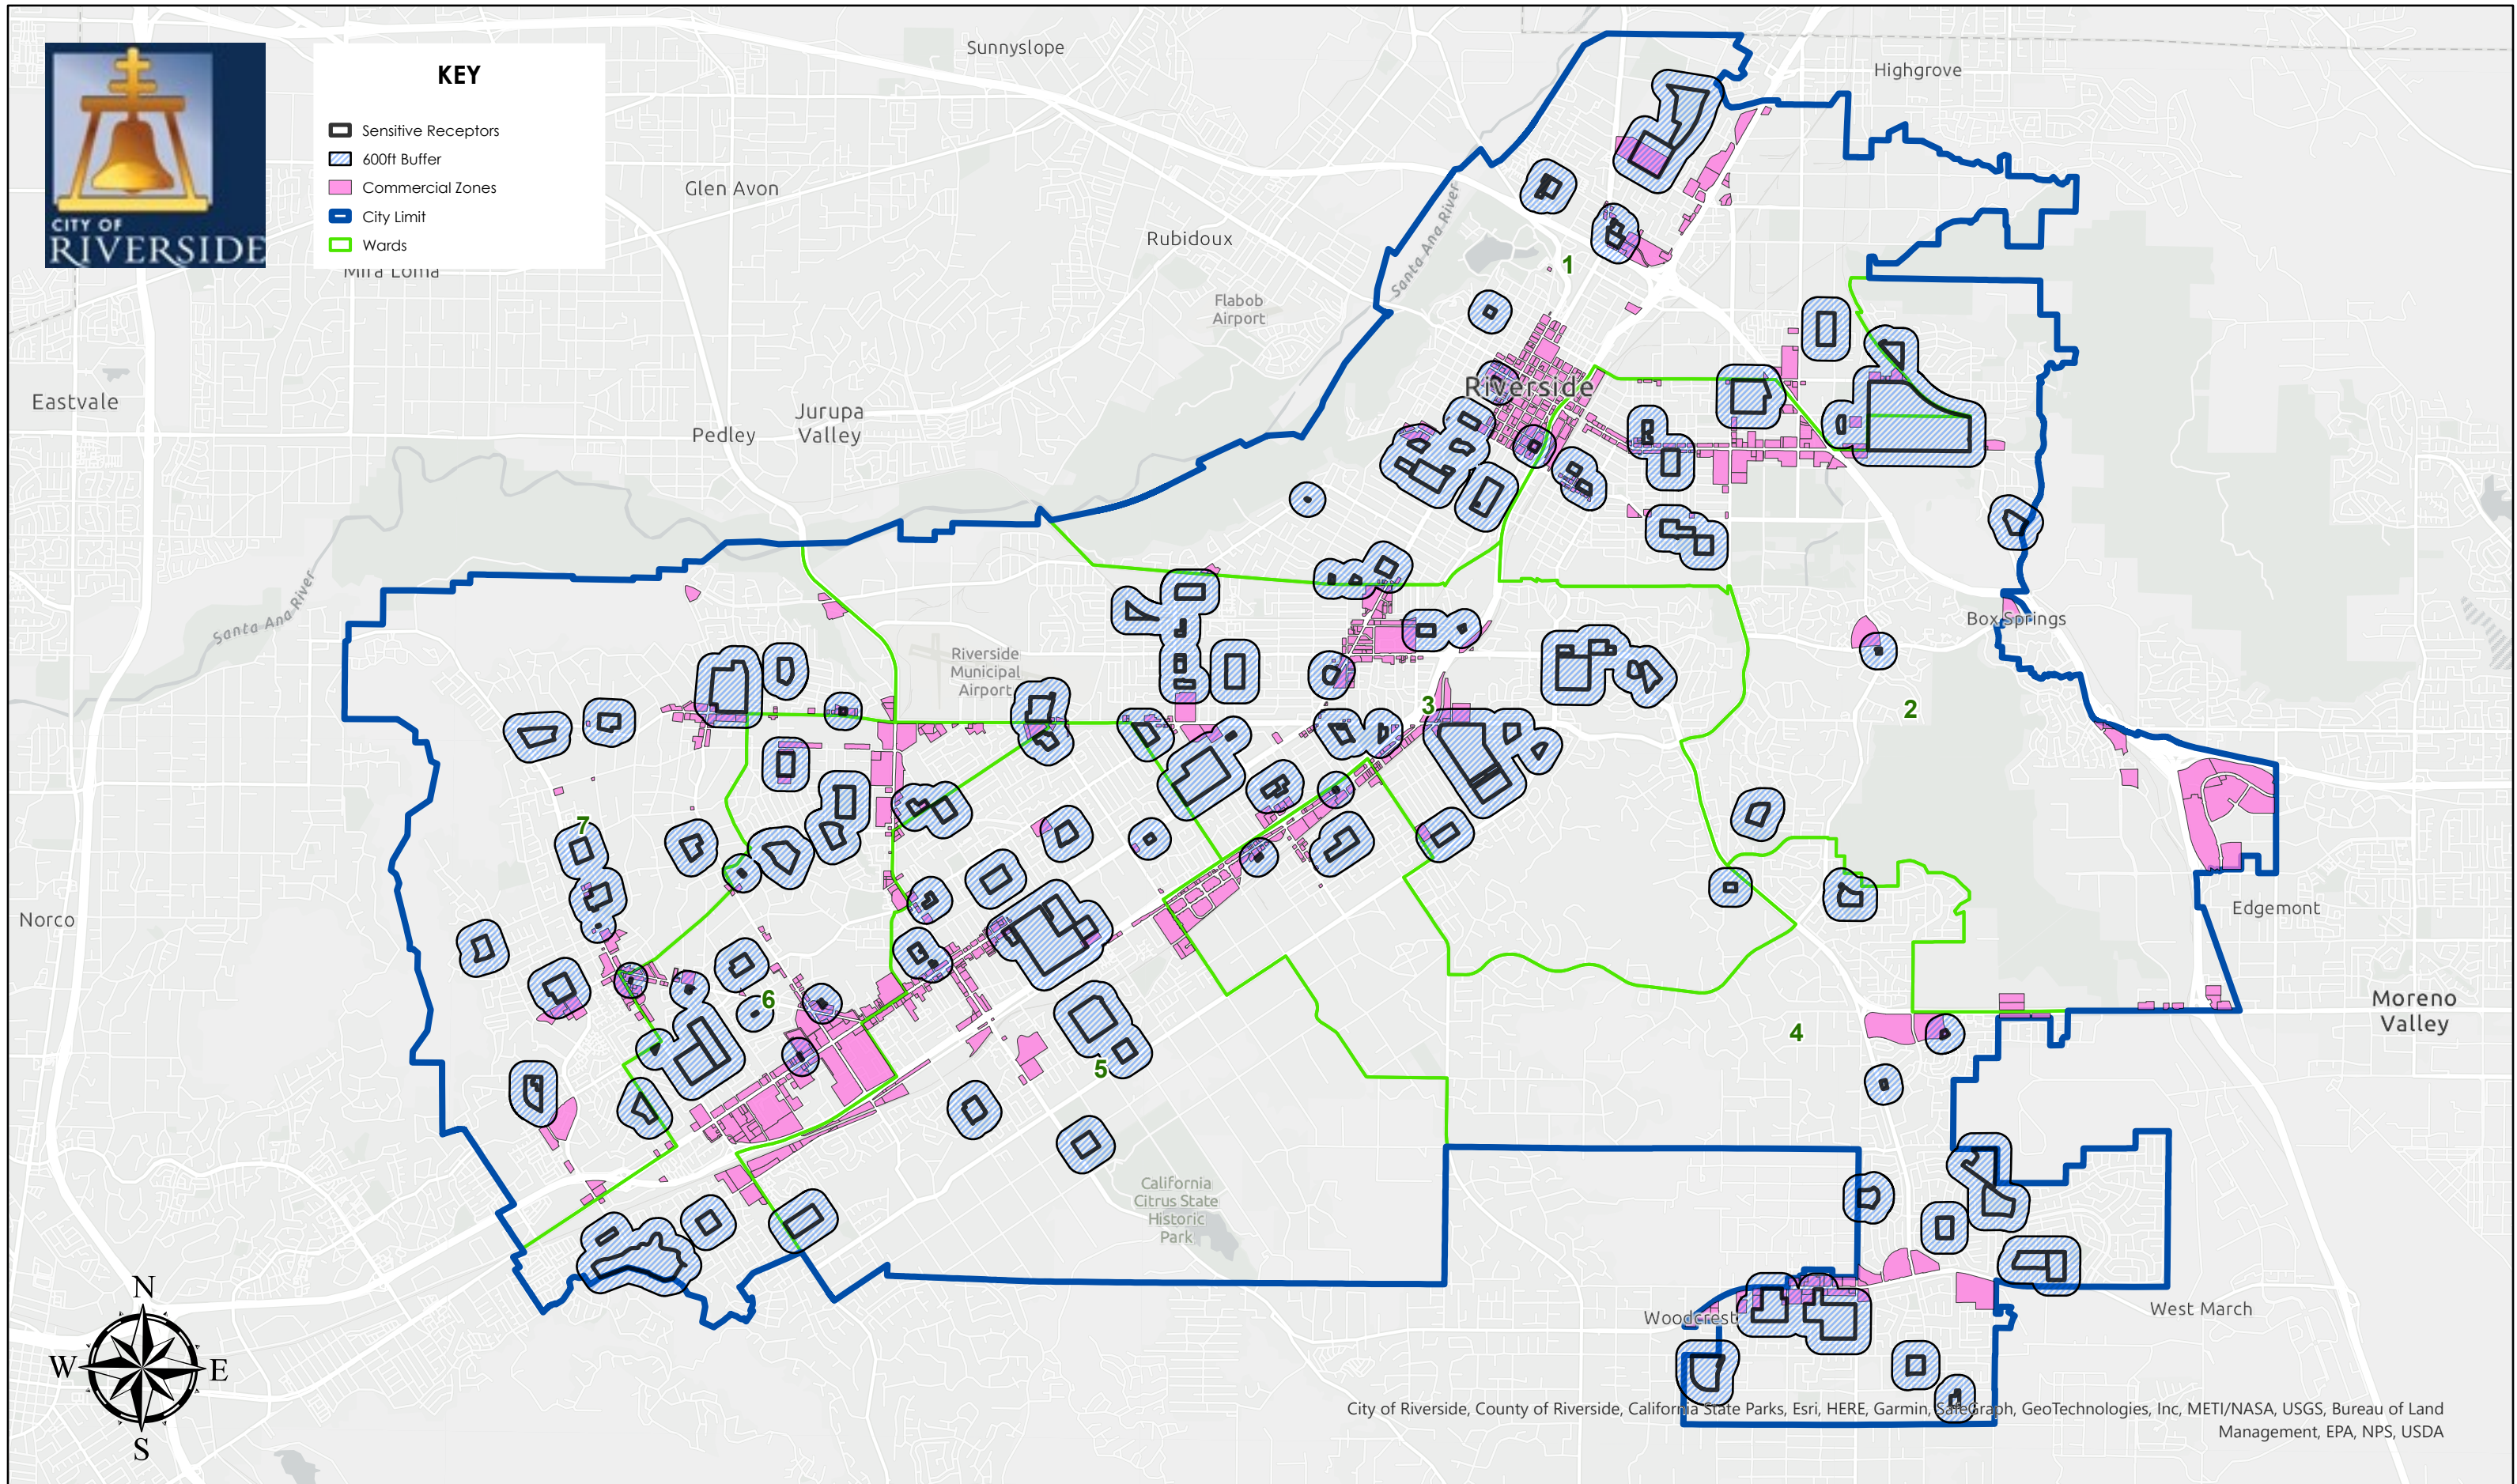 CITY OF
RIVERSIDE
KEY
Sensitive Receptors
600ft Buffer
Commercial Zones
City Limit
Wards
Sunnyslope
Highgrove
Glen Avon
Rubidoux
Mira Loma
Santa Ana River
1
Flabob
Airport
Riverside
Eastvale
Jurupa
Valley
Pedley
Santa Ana River
Box Springs
Riverside
Municipal
Airport
3
2
7
Norco
Edgemont
6
Moreno
Valley
4
5
California
Citrus State
Historic
Park
Woodcrest
West March
N
W
E
S
City of Riverside, County of Riverside, California State Parks, Esri, HERE, Garmin, SafeGraph, GeoTechnologies, Inc, METI/NASA, USGS, Bureau of Land
Management, EPA, NPS, USDA